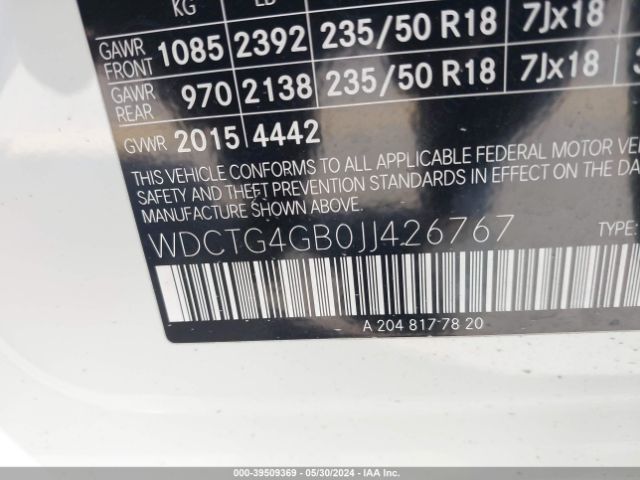 KG LB
GAWR FRONT 1085 2392 235/50 R18 7Jx18
GAWR REAR 970 2138 235/50 R18 7Jx18
GVWR 2015 4442
THIS VEHICLE CONFORMS TO ALL APPLICABLE FEDERAL MOTOR VE
SAFETY AND THEFT PREVENTION STANDARDS IN EFFECT ON THE DA
MANUFACTURE SHOWN ABOVE.
WDCTG4GB0JJ426767 TYPE:
A 204 817 78 20
000-39509369 - 05/30/2024 - IAA Inc.